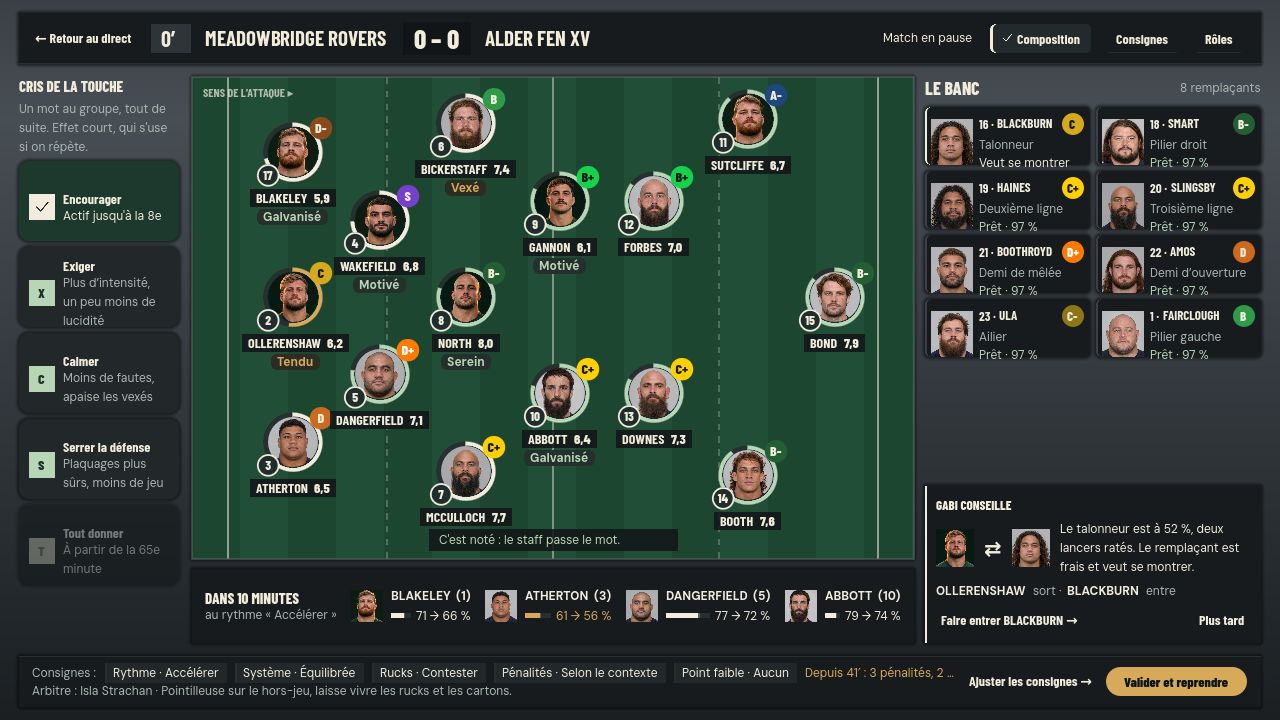 ← Retour au direct
0′
MEADOWBRIDGE ROVERS
0 – 0
ALDER FEN XV
Match en pause
Composition
Consignes
Rôles
CRIS DE LA TOUCHE
Un mot au groupe, tout de
suite. Effet court, qui s'use
si on répète.
Encourager
Actif jusqu'à la 8e
X
Exiger
Plus d'intensité,
un peu moins de
lucidité
C
Calmer
Moins de fautes,
apaise les vexés
S
Serrer la défense
Plaquages plus
sûrs, moins de jeu
T
Tout donner
À partir de la 65e
minute
SENS DE L'ATTAQUE ▸
D-
17
BLAKELEY 5,9
Galvanisé
B
6
BICKERSTAFF 7,4
Vexé
A-
11
SUTCLIFFE 6,7
S
4
WAKEFIELD 6,8
Motivé
B+
9
GANNON 6,1
Motivé
B+
12
FORBES 7,0
C
2
OLLERENSHAW 6,2
Tendu
B-
8
NORTH 8,0
Serein
B-
15
BOND 7,9
D+
5
DANGERFIELD 7,1
C+
10
ABBOTT 6,4
Galvanisé
C+
13
DOWNES 7,3
D
3
ATHERTON 6,5
C+
7
MCCULLOCH 7,7
B-
14
BOOTH 7,6
C'est noté : le staff passe le mot.
DANS 10 MINUTES
au rythme « Accélérer »
BLAKELEY (1)
71 → 66 %
ATHERTON (3)
61 → 56 %
DANGERFIELD (5)
77 → 72 %
ABBOTT (10)
79 → 74 %
LE BANC
8 remplaçants
16 · BLACKBURN
C
Talonneur
Veut se montrer
18 · SMART
B-
Pilier droit
Prêt · 97 %
19 · HAINES
C+
Deuxième ligne
Prêt · 97 %
20 · SLINGSBY
C+
Troisième ligne
Prêt · 97 %
21 · BOOTHROYD
D+
Demi de mêlée
Prêt · 97 %
22 · AMOS
D
Demi d'ouverture
Prêt · 97 %
23 · ULA
C-
Ailier
Prêt · 97 %
1 · FAIRCLOUGH
B
Pilier gauche
Prêt · 97 %
GABI CONSEILLE
Le talonneur est à 52 %, deux
lancers ratés. Le remplaçant est
frais et veut se montrer.
OLLERENSHAW sort · BLACKBURN entre
Faire entrer BLACKBURN →
Plus tard
Consignes :
Rythme · Accélérer
Système · Équilibrée
Rucks · Contester
Pénalités · Selon le contexte
Point faible · Aucun
Depuis 41′ : 3 pénalités, 2 …
Arbitre : Isla Strachan · Pointilleuse sur le hors-jeu, laisse vivre les rucks et les cartons.
Ajuster les consignes →
Valider et reprendre